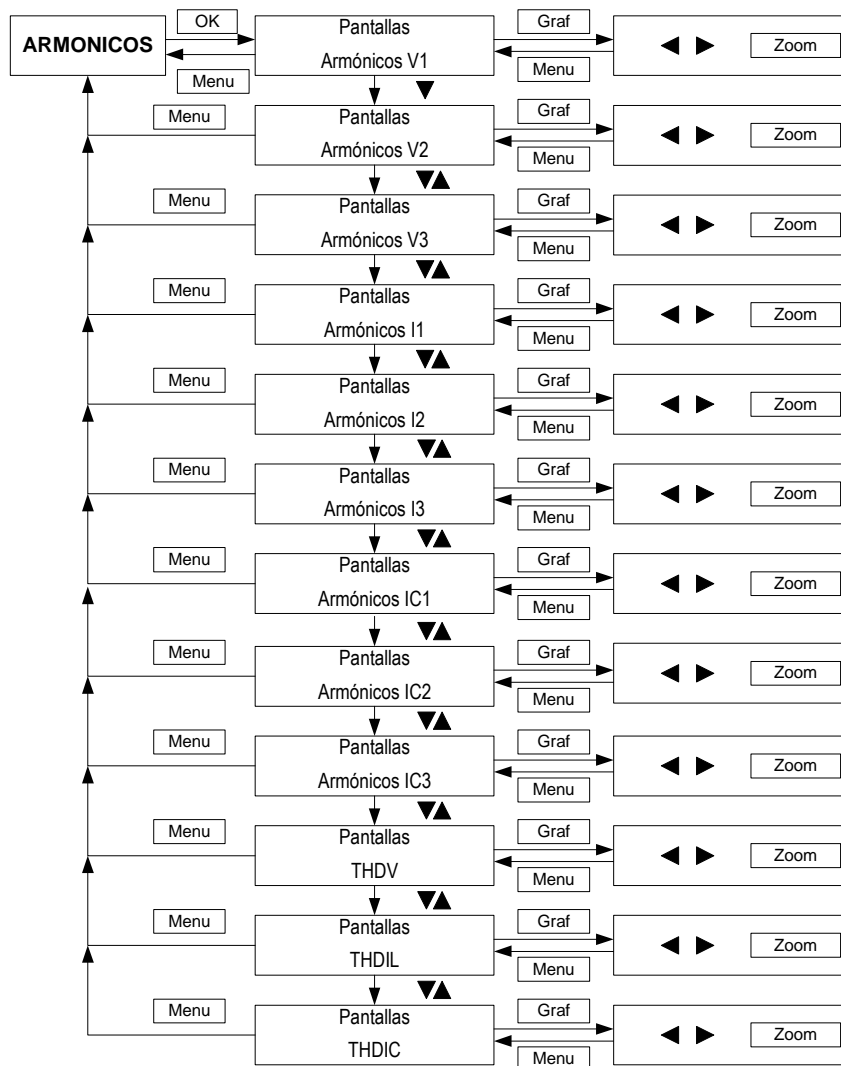 OK
Pantallas
Graf
ARMONICOS
Zoom
Menu
Armónicos V1
Menu
Menu
Pantallas
Graf
Armónicos V2
Menu
Zoom
Menu
Pantallas
Graf
Armónicos V3
Menu
Zoom
Menu
Pantallas
Graf
Armónicos I1
Menu
Zoom
Menu
Pantallas
Graf
Armónicos I2
Menu
Zoom
Menu
Pantallas
Graf
Armónicos I3
Menu
Zoom
Menu
Pantallas
Graf
Armónicos IC1
Menu
Zoom
Menu
Pantallas
Graf
Armónicos IC2
Menu
Zoom
Menu
Pantallas
Graf
Armónicos IC3
Menu
Zoom
Menu
Pantallas
Graf
THDV
Menu
Zoom
Menu
Pantallas
Graf
THDIL
Menu
Zoom
Menu
Pantallas
Graf
THDIC
Menu
Zoom